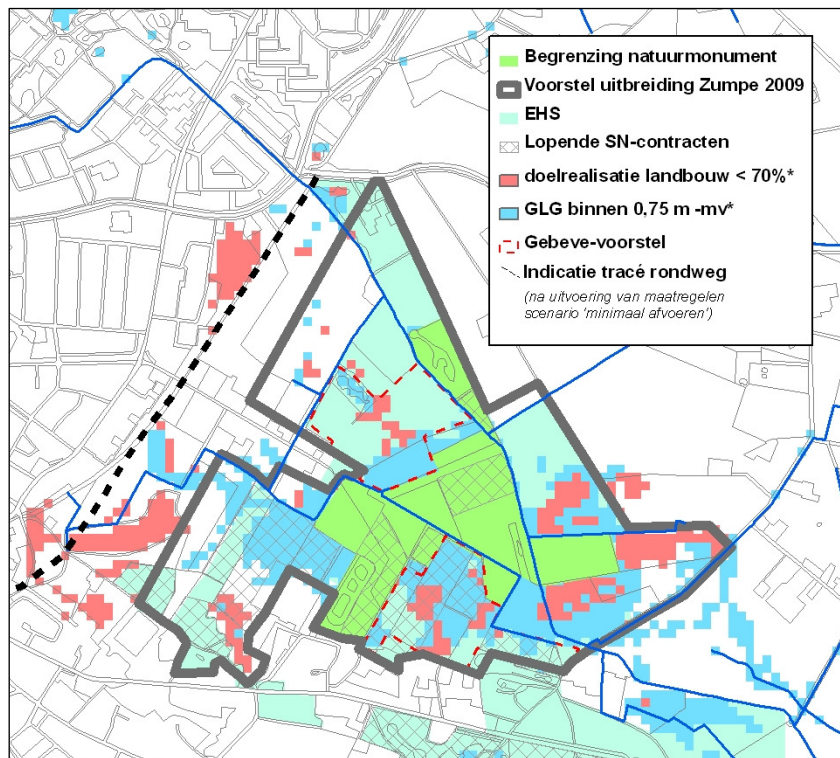 Begrenzing natuurmonument
Voorstel uitbreiding Zumpe 2009
EHS
Lopende SN-contracten
doelrealisatie landbouw < 70%*
GLG binnen 0,75 m -mv*
Gebeve-voorstel
Indicatie tracé rondweg
(na uitvoering van maatregelen
scenario 'minimaal afvoeren')